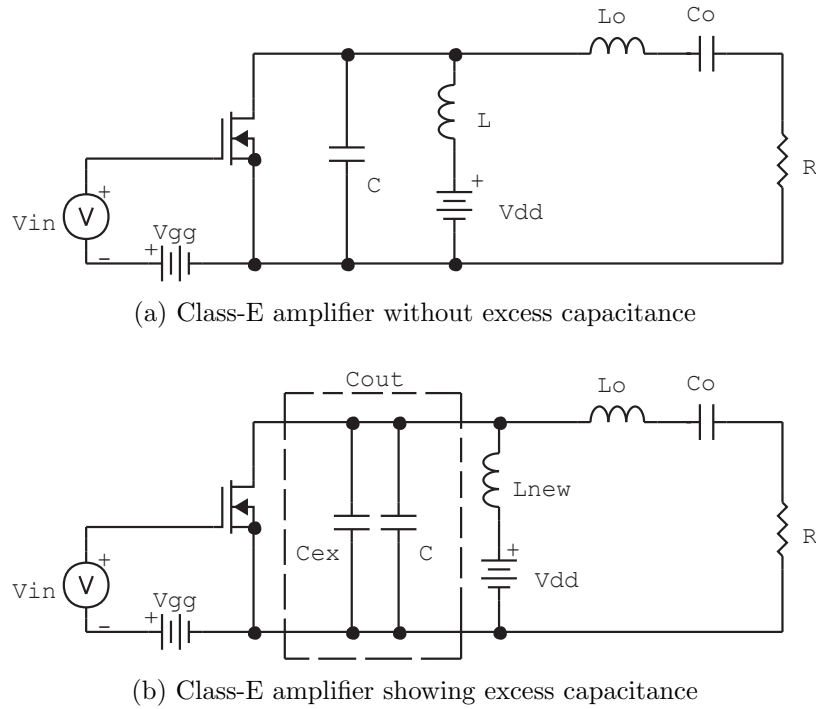 Lo
Co
L
C
R
+
Vdd
Vin
+
V
-
Vgg
+
(a) Class-E amplifier without excess capacitance
Cout
Lo
Co
Lnew
Cex
C
R
+
Vdd
Vin
+
V
-
Vgg
+
(b) Class-E amplifier showing excess capacitance